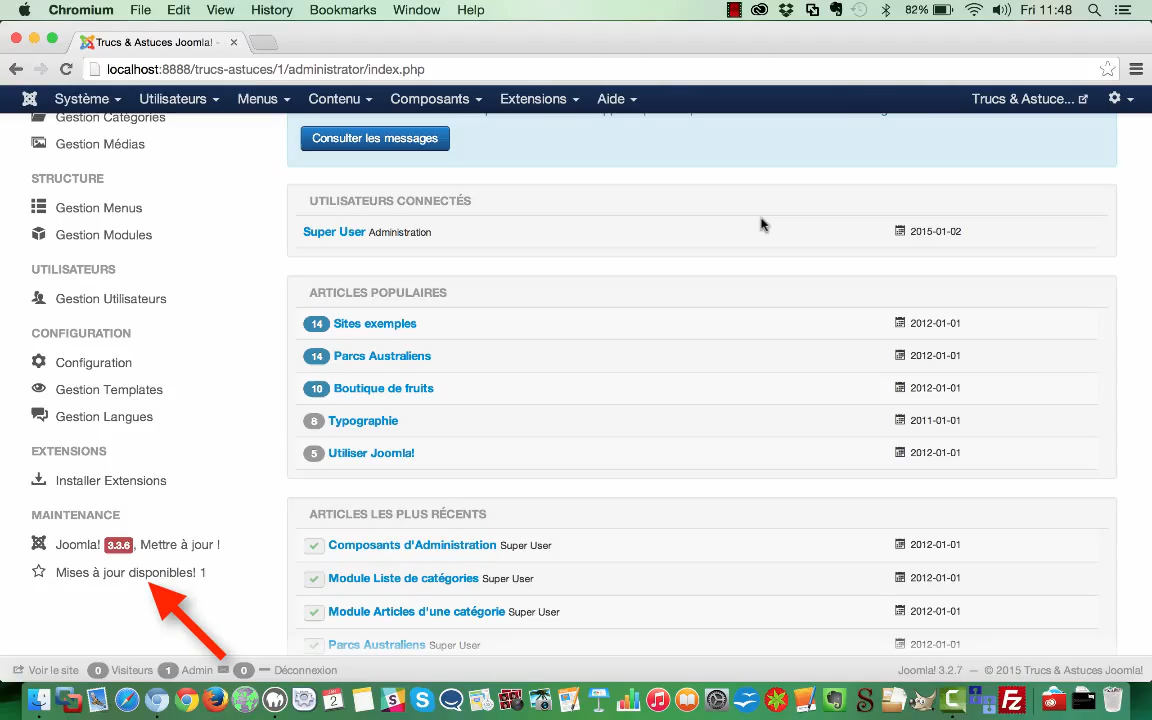 Chromium File Edit View History Bookmarks Window Help 82% Fri 11:48
Trucs & Astuces Joomla! -
localhost:8888/trucs-astuces/1/administrator/index.php
Système Utilisateurs Menus Contenu Composants Extensions Aide Trucs & Astuce...
Gestion Catégories
Gestion Médias
STRUCTURE
Gestion Menus
Gestion Modules
UTILISATEURS
Gestion Utilisateurs
CONFIGURATION
Configuration
Gestion Templates
Gestion Langues
EXTENSIONS
Installer Extensions
MAINTENANCE
Joomla! 3.3.6, Mettre à jour !
Mises à jour disponibles! 1
Consulter les messages
UTILISATEURS CONNECTÉS
Super User Administration 2015-01-02
ARTICLES POPULAIRES
14 Sites exemples 2012-01-01
14 Parcs Australiens 2012-01-01
10 Boutique de fruits 2012-01-01
8 Typographie 2011-01-01
5 Utiliser Joomla! 2012-01-01
ARTICLES LES PLUS RÉCENTS
Composants d'Administration Super User 2012-01-01
Module Liste de catégories Super User 2012-01-01
Module Articles d'une catégorie Super User 2012-01-01
Parcs Australiens Super User 2012-01-01
Voir le site 0 Visiteurs 1 Admin 0 Déconnexion Joomla! 3.2.7 — © 2015 Trucs & Astuces Joomla!